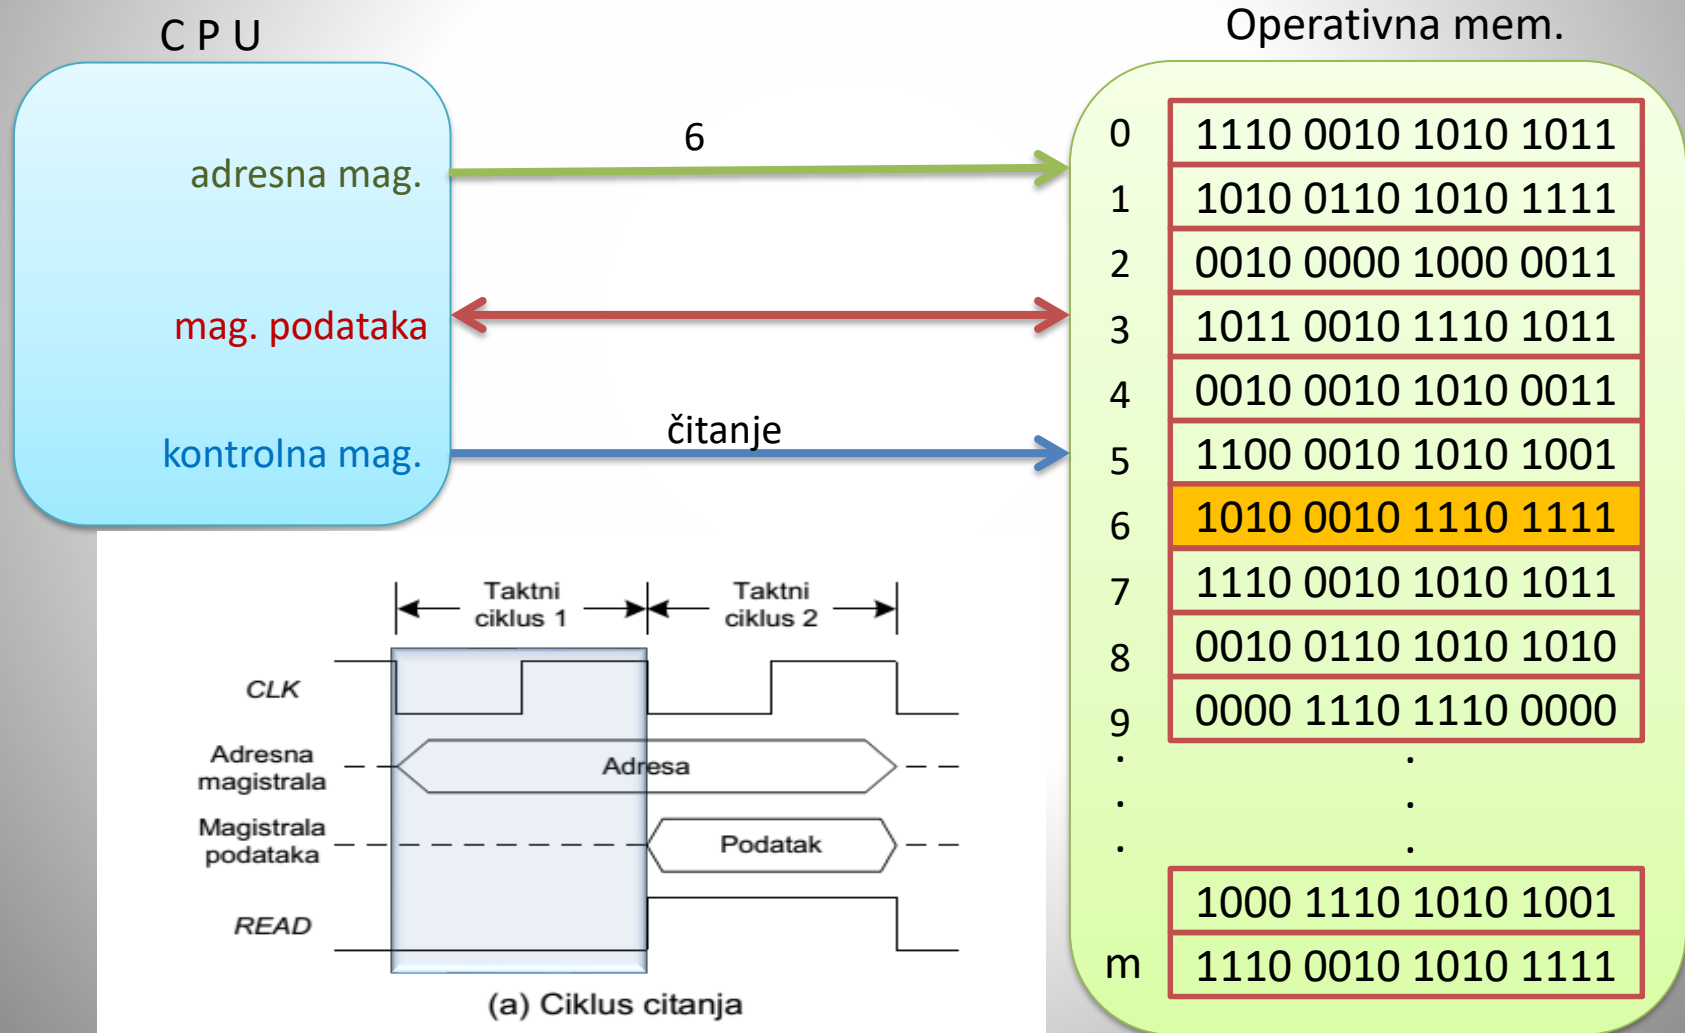 C P U
Operativna mem.
adresna mag.
6
mag. podataka
kontrolna mag.
čitanje
0 1110 0010 1010 1011
1 1010 0110 1010 1111
2 0010 0000 1000 0011
3 1011 0010 1110 1011
4 0010 0010 1010 0011
5 1100 0010 1010 1001
6 1010 0010 1110 1111
7 1110 0010 1010 1011
8 0010 0110 1010 1010
9 0000 1110 1110 0000
. .
. .
. .
1000 1110 1010 1001
m 1110 0010 1010 1111
Taktni
ciklus 1
Taktni
ciklus 2
CLK
Adresna
magistrala
Adresa
Magistrala
podataka
Podatak
READ
(a) Ciklus citanja